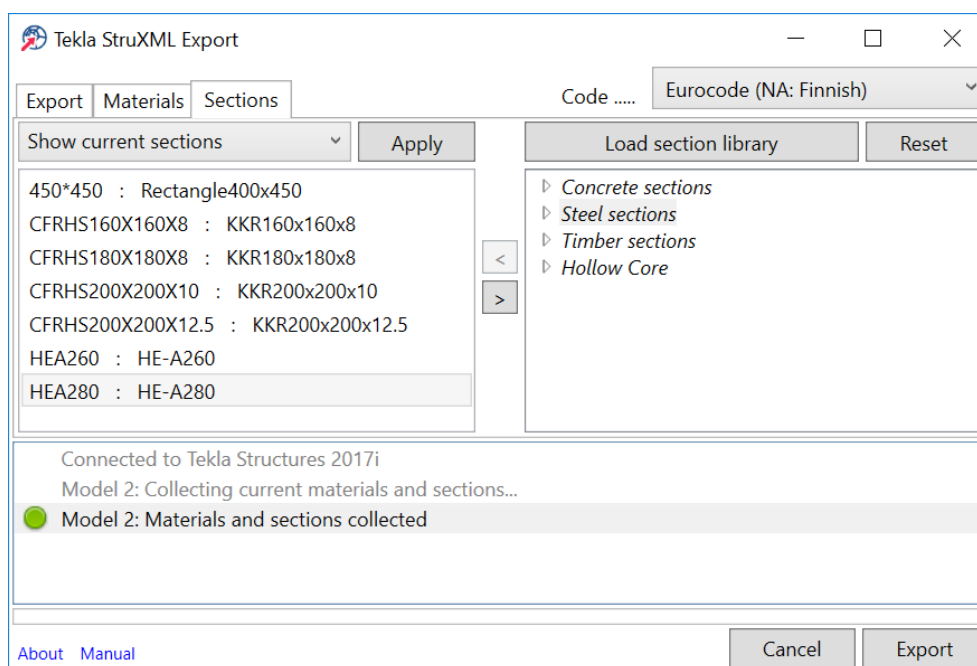 Tekla StruXML Export
Export Materials Sections Code ..... Eurocode (NA: Finnish)
Show current sections Apply Load section library Reset
450*450 : Rectangle400x450
CFRHS160X160X8 : KKR160x160x8
CFRHS180X180X8 : KKR180x180x8
CFRHS200X200X10 : KKR200x200x10
CFRHS200X200X12.5 : KKR200x200x12.5
HEA260 : HE-A260
HEA280 : HE-A280
<
>
Concrete sections
Steel sections
Timber sections
Hollow Core
Connected to Tekla Structures 2017i
Model 2: Collecting current materials and sections...
Model 2: Materials and sections collected
About Manual Cancel Export